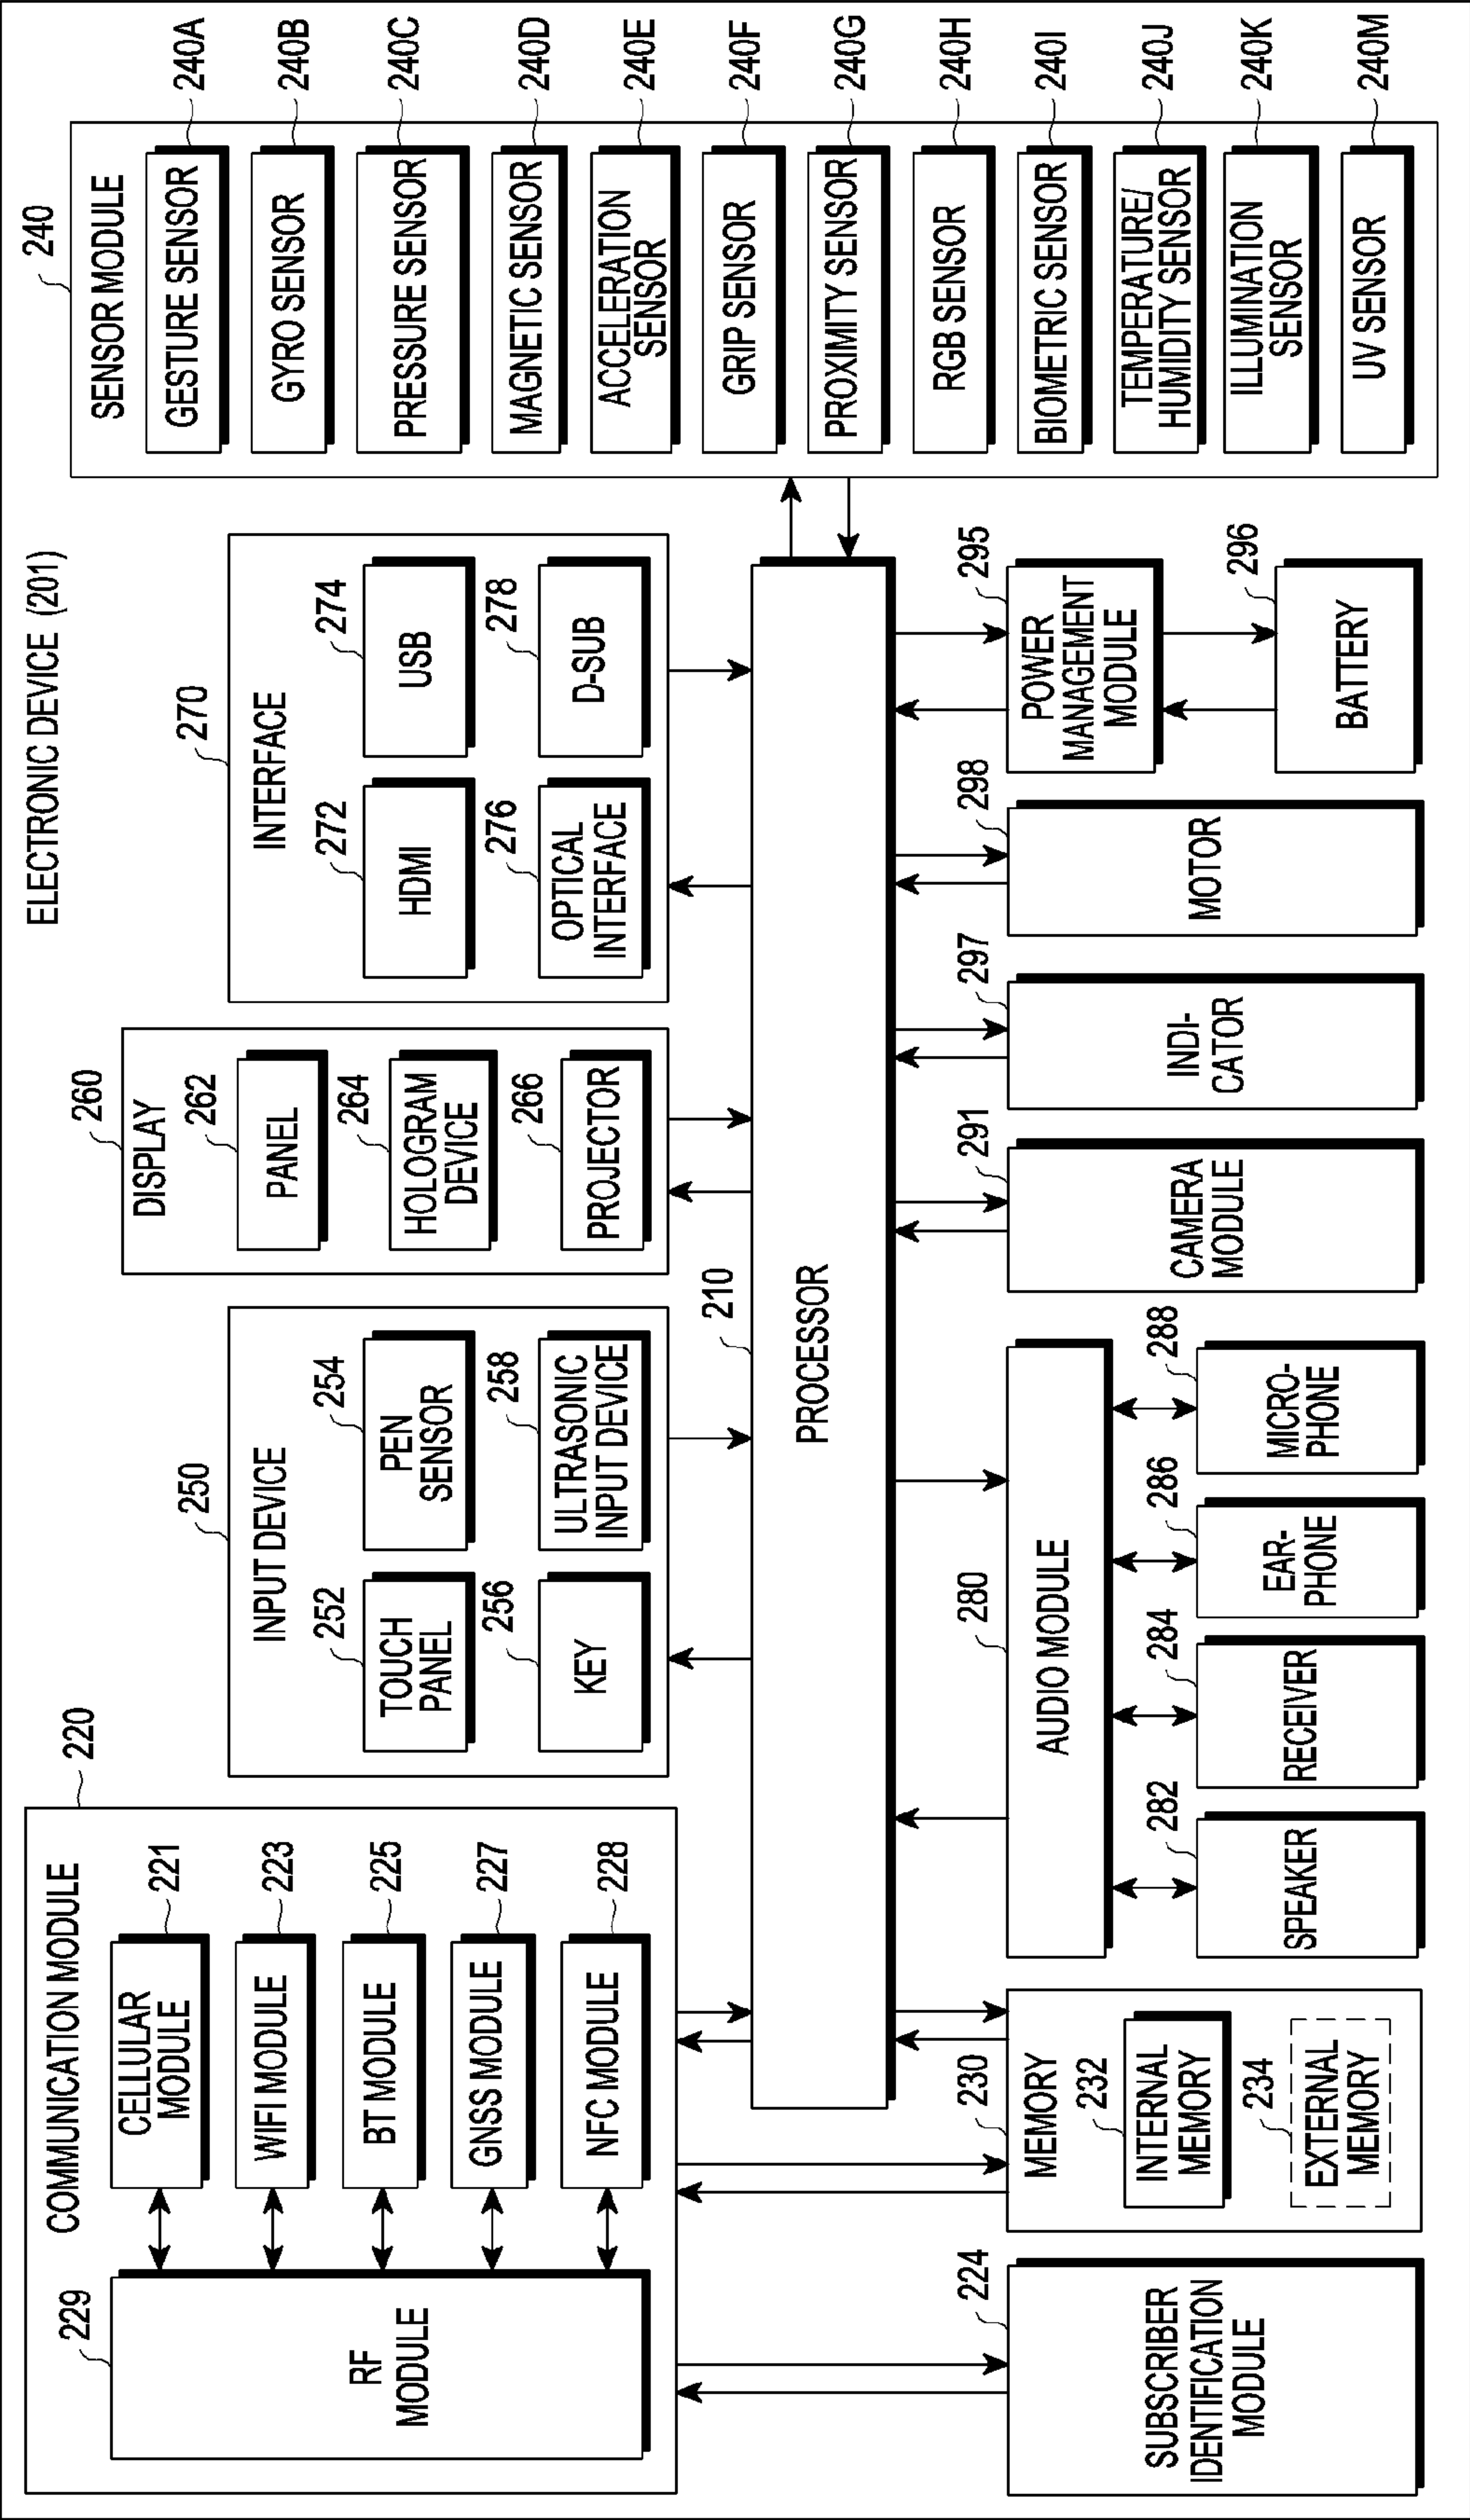 ELECTRONIC DEVICE (201)
220
COMMUNICATION MODULE
229
RF
MODULE
CELLULAR
MODULE
221
WIFI MODULE
223
BT MODULE
225
GNSS MODULE
227
NFC MODULE
228
250
INPUT DEVICE
252
TOUCH
PANEL
254
PEN
SENSOR
256
KEY
258
ULTRASONIC
INPUT DEVICE
260
DISPLAY
262
PANEL
264
HOLOGRAM
DEVICE
266
PROJECTOR
270
INTERFACE
272
HDMI
274
USB
276
OPTICAL
INTERFACE
278
D-SUB
240
SENSOR MODULE
GESTURE SENSOR
240A
GYRO SENSOR
240B
PRESSURE SENSOR
240C
MAGNETIC SENSOR
240D
ACCELERATION
SENSOR
240E
GRIP SENSOR
240F
PROXIMITY SENSOR
240G
RGB SENSOR
240H
BIOMETRIC SENSOR
240I
TEMPERATURE/
HUMIDITY SENSOR
240J
ILLUMINATION
SENSOR
240K
UV SENSOR
240M
210
PROCESSOR
224
SUBSCRIBER
IDENTIFICATION
MODULE
230
MEMORY
232
INTERNAL
MEMORY
234
EXTERNAL
MEMORY
280
AUDIO MODULE
282
SPEAKER
284
RECEIVER
286
EAR-
PHONE
288
MICRO-
PHONE
291
CAMERA
MODULE
297
INDI-
CATOR
298
MOTOR
295
POWER
MANAGEMENT
MODULE
296
BATTERY